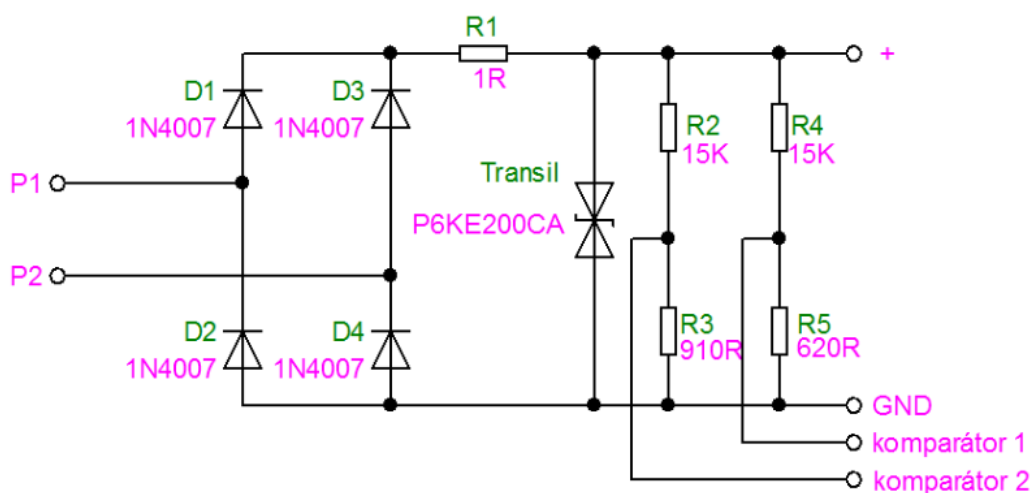 R1
1R
+
D1
1N4007
D3
1N4007
R2
15K
R4
15K
Transil
P6KE200CA
P1
P2
D2
1N4007
D4
1N4007
R3
910R
R5
620R
GND
komparátor 1
komparátor 2